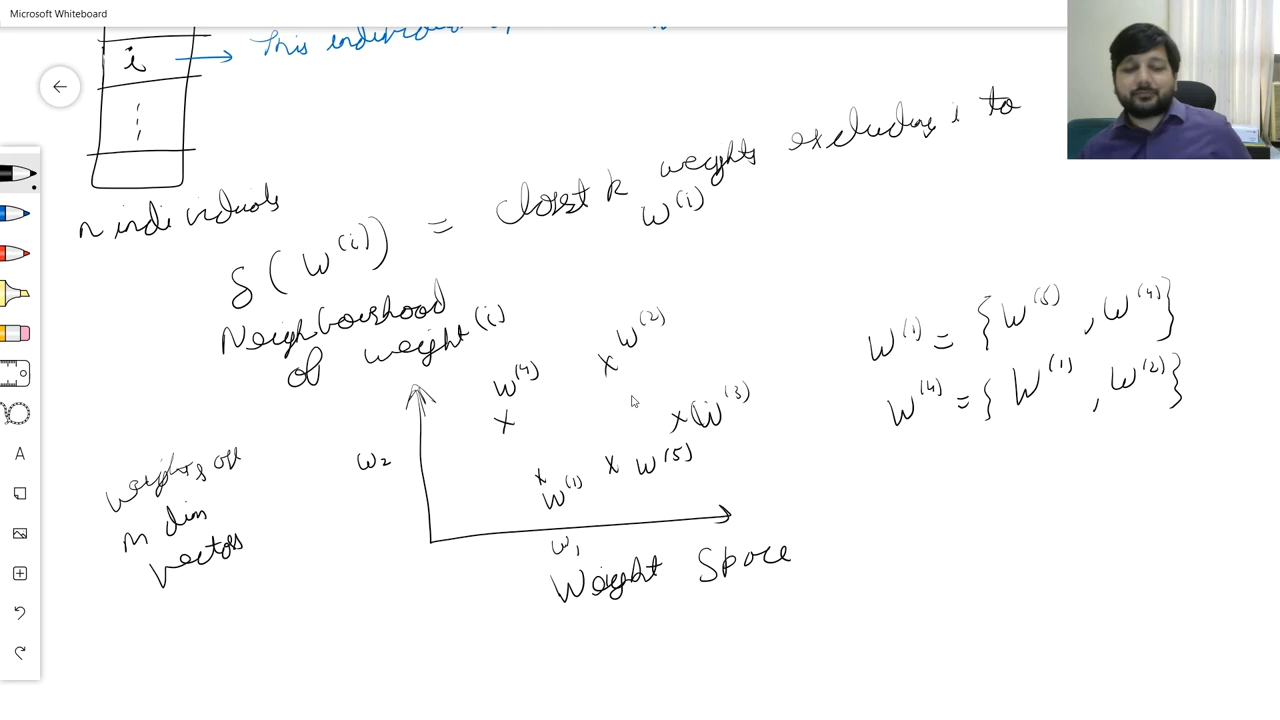 Microsoft Whiteboard
This individual
i
n individuals
δ(W^(i)) = closest k weights excluding i to W^(i)
Neighbourhood
of weight(i)
W^(1) = {W^(5), W^(4)}
W^(4) = {W^(1), W^(2)}
weights are
m dim
vectors
W^(4)
W^(2)
W^(3)
W^(1)
W^(5)
w₂
w₁
Weight Space
A